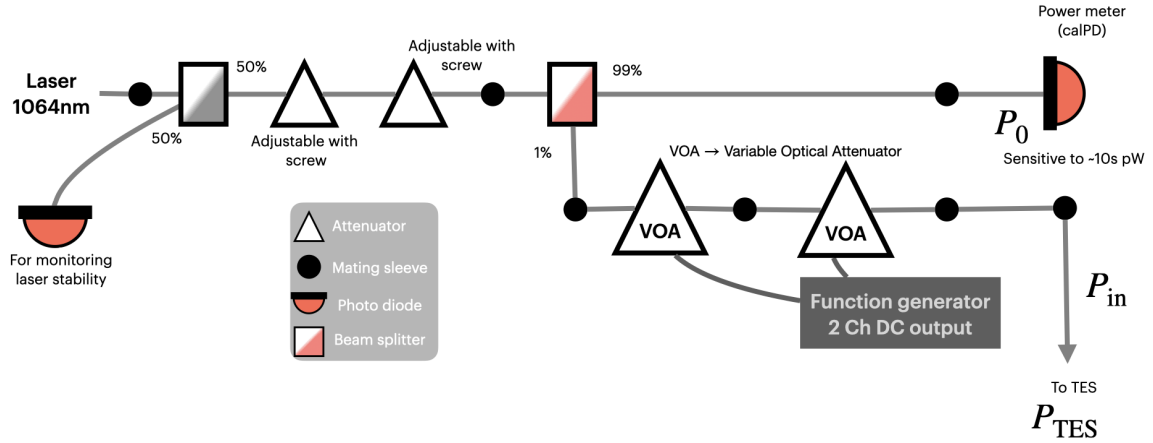 Power meter
(calPD)
Adjustable with
screw
Laser
1064nm
50%
99%
50%
Adjustable with
screw
P0
Sensitive to ~10s pW
1%
VOA → Variable Optical Attenuator
VOA
VOA
For monitoring
laser stability
Attenuator
Mating sleeve
Photo diode
Beam splitter
Function generator
2 Ch DC output
Pin
To TES
PTES